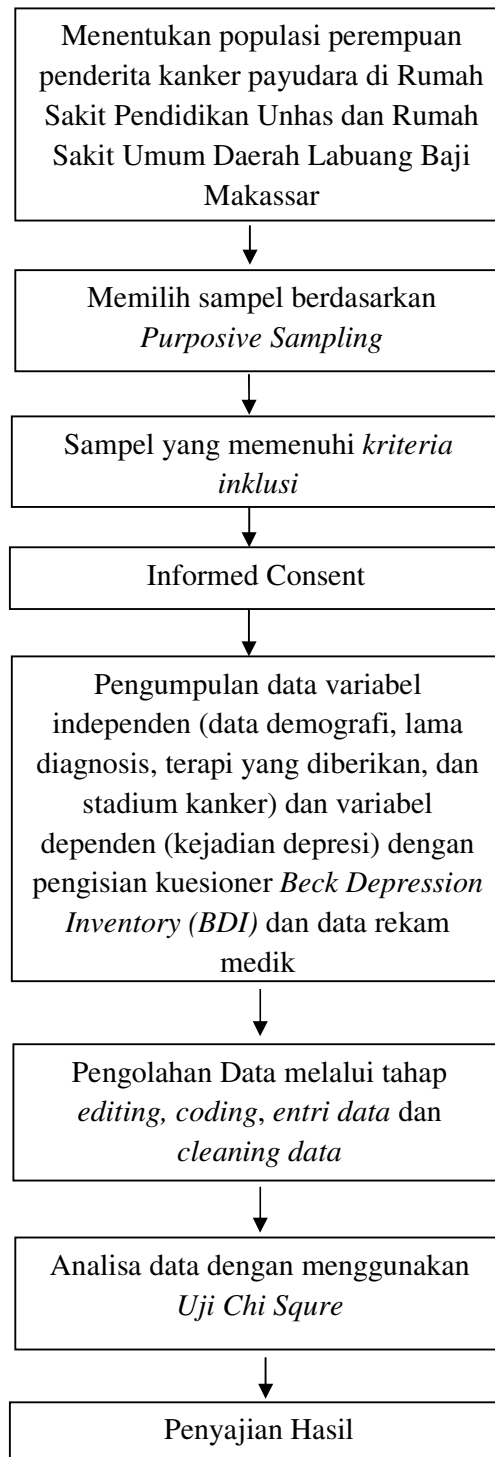 Menentukan populasi perempuan
penderita kanker payudara di Rumah
Sakit Pendidikan Unhas dan Rumah
Sakit Umum Daerah Labuang Baji
Makassar
Memilih sampel berdasarkan
Purposive Sampling
Sampel yang memenuhi kriteria
inklusi
Informed Consent
Pengumpulan data variabel
independen (data demografi, lama
diagnosis, terapi yang diberikan, dan
stadium kanker) dan variabel
dependen (kejadian depresi) dengan
pengisian kuesioner Beck Depression
Inventory (BDI) dan data rekam
medik
Pengolahan Data melalui tahap
editing, coding, entri data dan
cleaning data
Analisa data dengan menggunakan
Uji Chi Squre
Penyajian Hasil